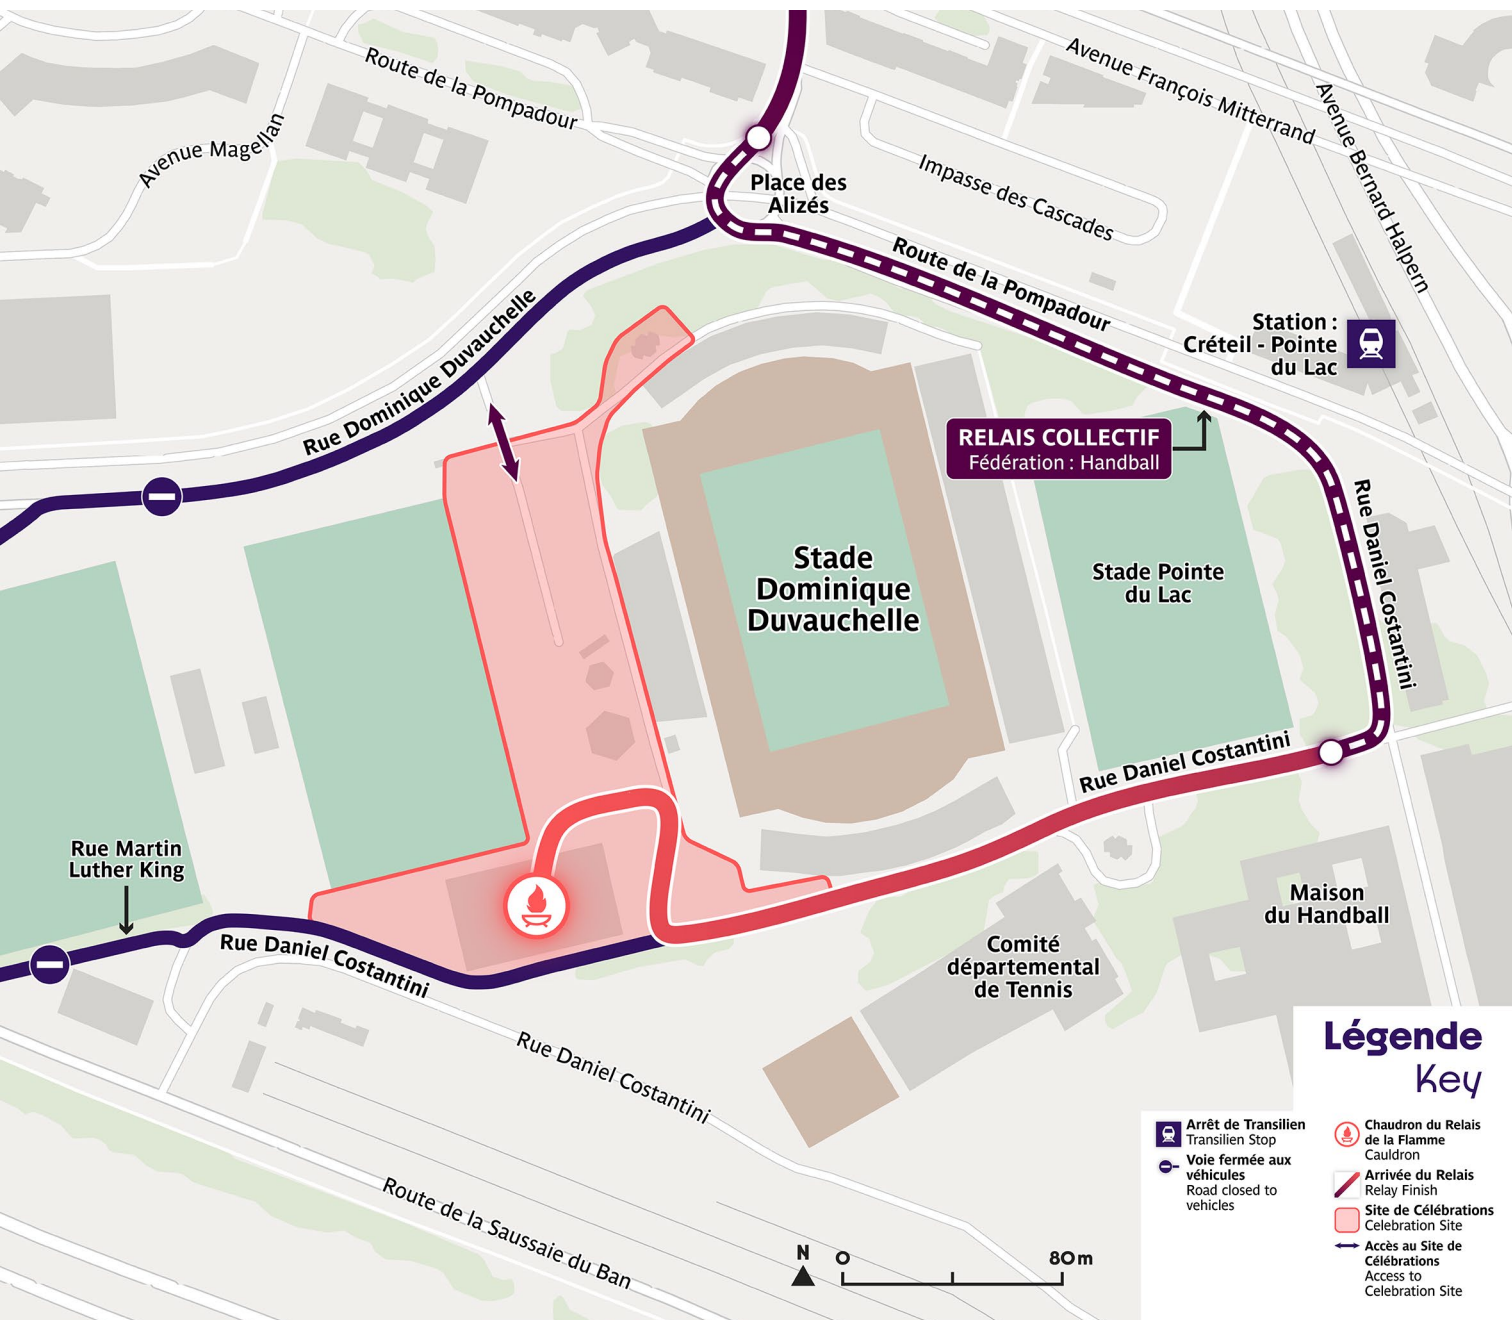 Route de la Pompadour
Avenue François Mitterrand
Avenue Bernard Halpern
Avenue Magellan
Impasse des Cascades
Place des
Alizés
Route de la Pompadour
Rue Dominique Duvauchelle
Station :
Créteil - Pointe
du Lac
RELAIS COLLECTIF
Fédération : Handball
Rue Daniel Costantini
Stade
Dominique
Duvauchelle
Stade Pointe
du Lac
Rue Daniel Costantini
Rue Martin
Luther King
Rue Daniel Costantini
Maison
du Handball
Comité
départemental
de Tennis
Rue Daniel Costantini
Route de la Saussaie du Ban
N
0
80 m
Légende
Key
Arrêt de Transilien
Transilien Stop
Voie fermée aux
véhicules
Road closed to
vehicles
Chaudron du Relais
de la Flamme
Cauldron
Arrivée du Relais
Relay Finish
Site de Célébrations
Celebration Site
Accès au Site de
Célébrations
Access to
Celebration Site